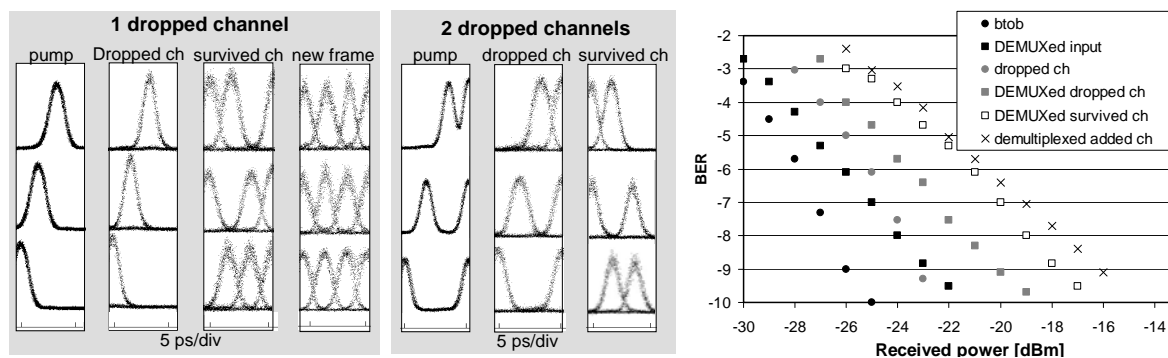 1 dropped channel
pump Dropped ch survived ch new frame
5 ps/div
2 dropped channels
pump dropped ch survived ch
btob
DEMUXed input
dropped ch
DEMUXed dropped ch
DEMUXed survived ch
demultiplexed added ch
BER
-2
-3
-4
-5
-6
-7
-8
-9
-10
-30 -28 -26 -24 -22 -20 -18 -16 -14
Received power [dBm]